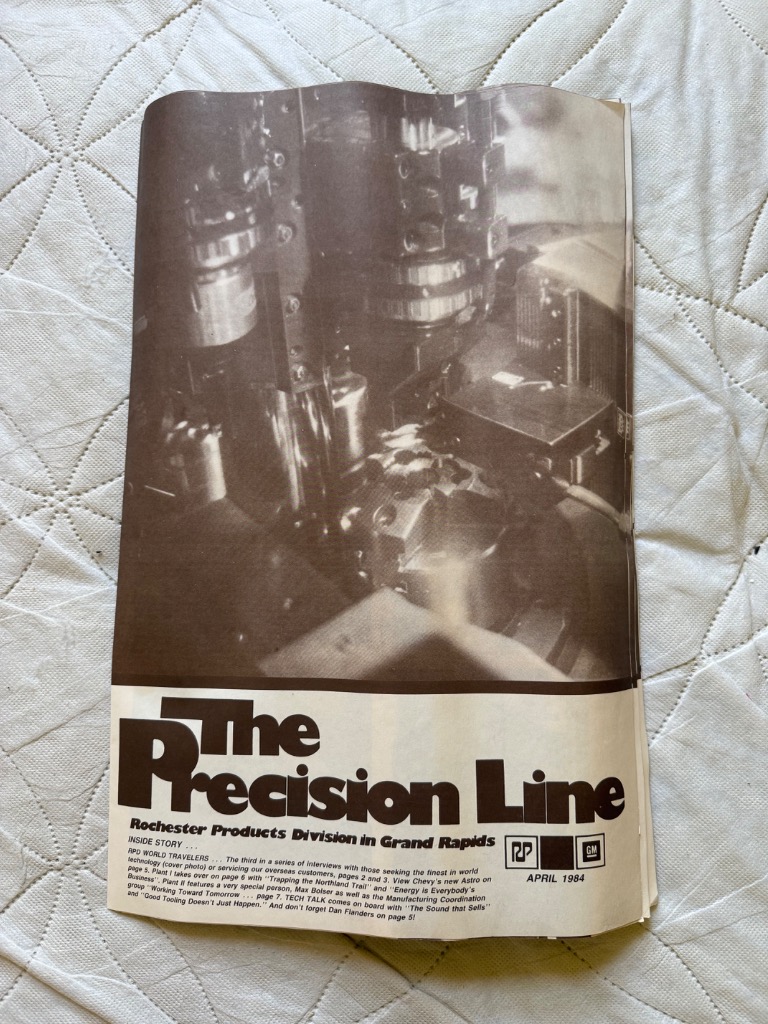 The
Precision Line
Rochester Products Division in Grand Rapids
INSIDE STORY . . .
RPD WORLD TRAVELERS . . . The third in a series of interviews with those seeking the finest in world
technology (cover photo) or servicing our overseas customers, pages 2 and 3. View Chevy's new Astro on
page 5. Plant I takes over on page 6 with "Trapping the Northland Trail" and "Energy is Everybody's
Business". Plant II features a very special person, Max Bolser as well as the Manufacturing Coordination
group "Working Toward Tomorrow . . . page 7. TECH TALK comes on board with "The Sound that Sells"
and "Good Tooling Doesn't Just Happen." And don't forget Dan Flanders on page 5!
RP
GM
APRIL 1984